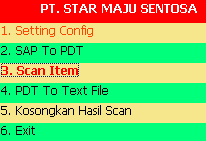 PT. STAR MAJU SENTOSA
1. Setting Config
2. SAP To PDT
3. Scan Item
4. PDT To Text File
5. Kosongkan Hasil Scan
6. Exit